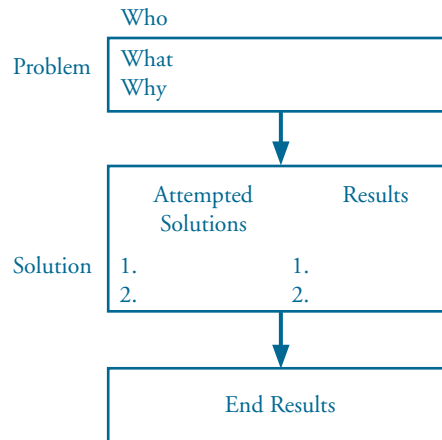 Who
Problem
What
Why
Attempted Solutions
Results
Solution
1.
1.
2.
2.
End Results